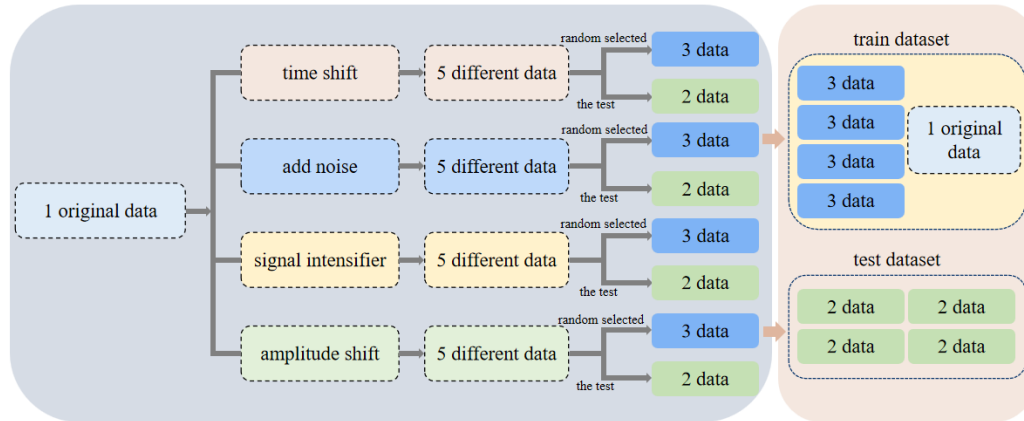 1 original data
time shift
5 different data
random selected
3 data
the test
2 data
add noise
5 different data
random selected
3 data
the test
2 data
signal intensifier
5 different data
random selected
3 data
the test
2 data
amplitude shift
5 different data
random selected
3 data
the test
2 data
train dataset
3 data
3 data
3 data
3 data
1 original
data
test dataset
2 data
2 data
2 data
2 data